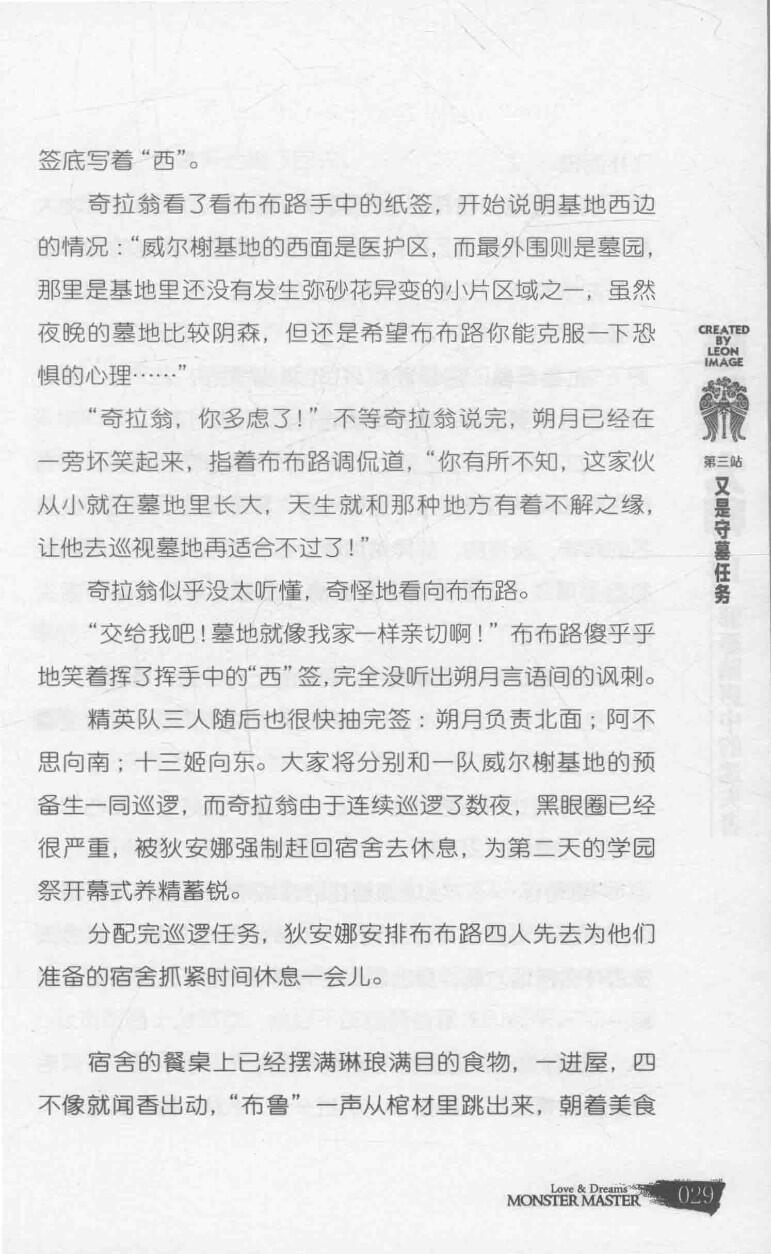 签底写着“西”。
奇拉翁看了看布布路手中的纸签，开始说明基地西边
的情况：“威尔榭基地的西面是医护区，而最外围则是墓园，
那里是基地里还没有发生弥砂花异变的小片区域之一，虽然
夜晚的墓地比较阴森，但还是希望布布路你能克服一下恐
惧的心理……”
“奇拉翁，你多虑了！”不等奇拉翁说完，朔月已经在
一旁坏笑起来，指着布布路调侃道，“你有所不知，这家伙
从小就在墓地里长大，天生就和那种地方有着不解之缘，
让他去巡视墓地再适合不过了！”
奇拉翁似乎没太听懂，奇怪地看向布布路。
“交给我吧！墓地就像我家一样亲切啊！”布布路傻乎乎
地笑着挥了挥手中的“西”签，完全没听出朔月言语间的讽刺。
精英队三人随后也很快抽完签：朔月负责北面；阿不
思向南；十三姬向东。大家将分别和一队威尔榭基地的预
备生一同巡逻，而奇拉翁由于连续巡逻了数夜，黑眼圈已经
很严重，被狄安娜强制赶回宿舍去休息，为第二天的学园
祭开幕式养精蓄锐。
分配完巡逻任务，狄安娜安排布布路四人先去为他们
准备的宿舍抓紧时间休息一会儿。
宿舍的餐桌上已经摆满琳琅满目的食物，一进屋，四
不像就闻香出动，“布鲁”一声从棺材里跳出来，朝着美食
CREATED
BY
LEON
IMAGE
第三站
又是守墓任务
Love & Dreams
MONSTER MASTER
029